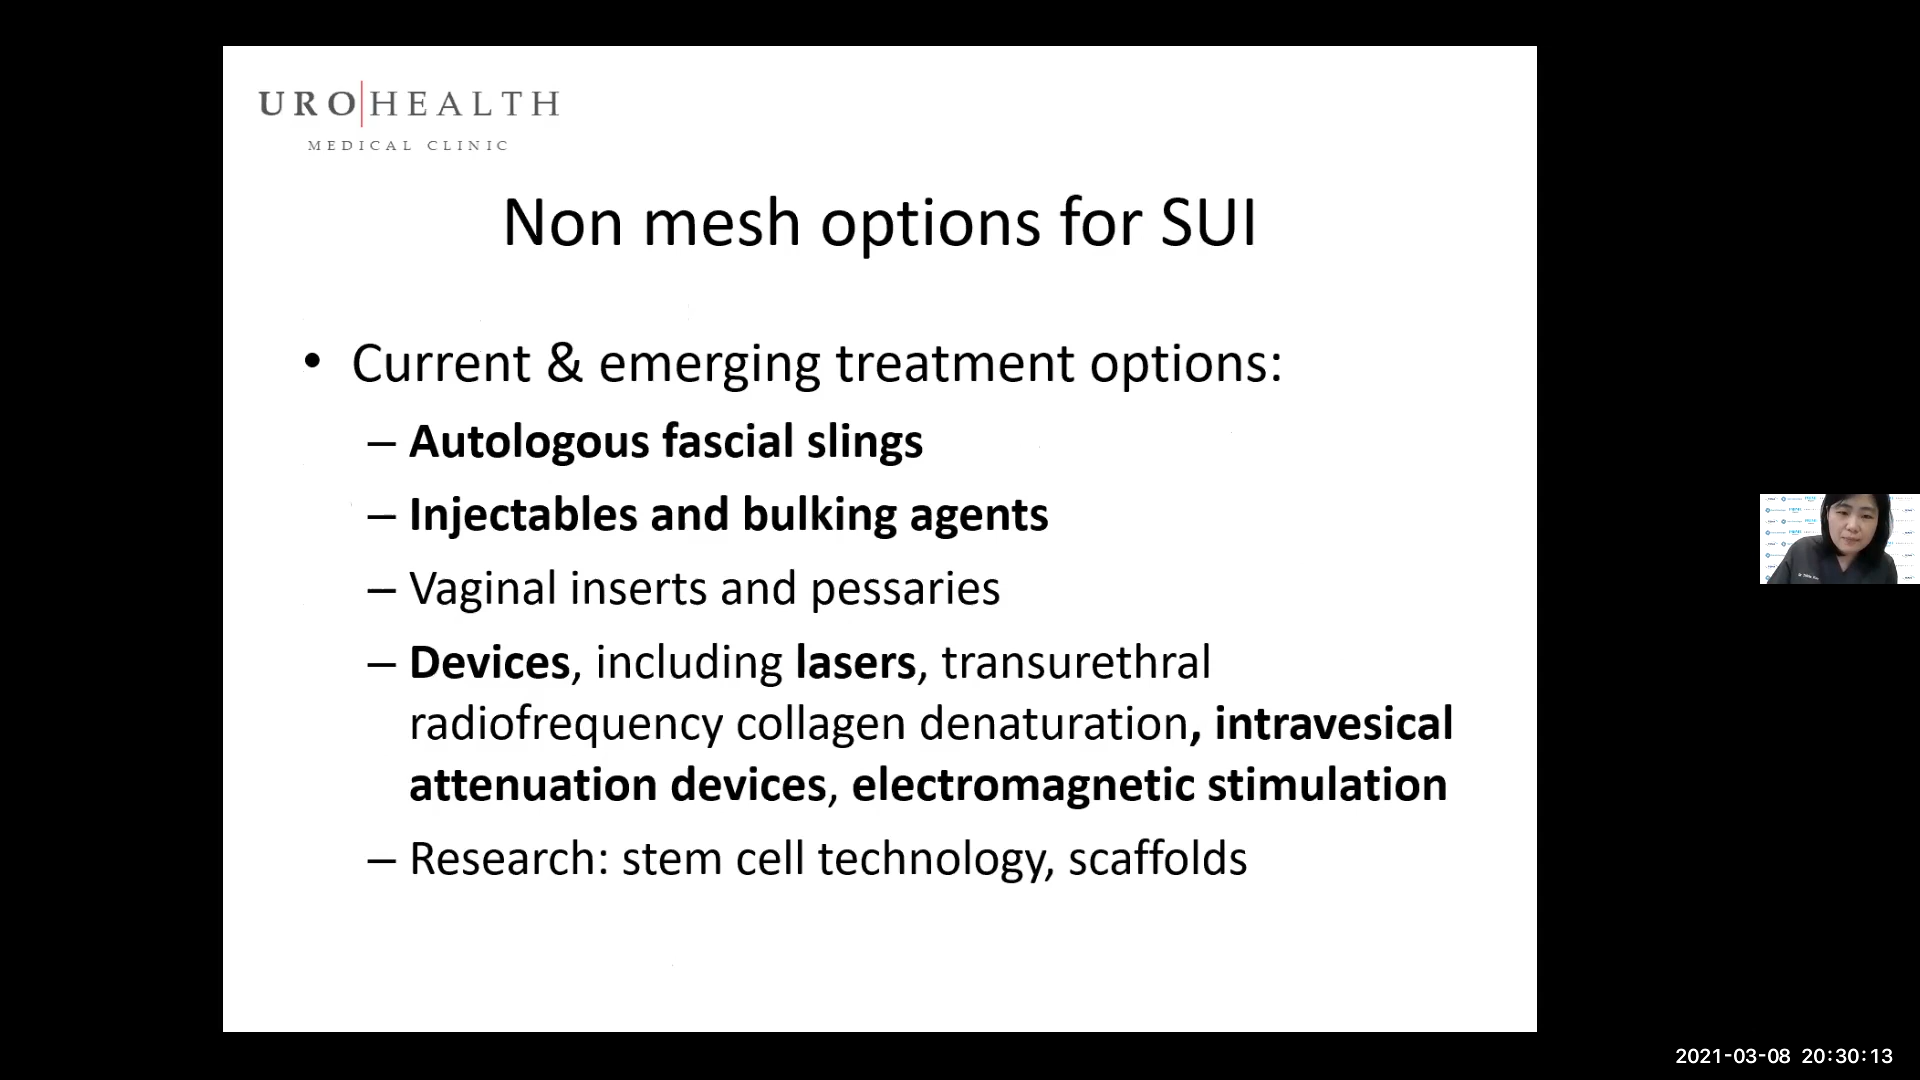 URO|HEALTH
MEDICAL CLINIC
Non mesh options for SUI
• Current & emerging treatment options:
– Autologous fascial slings
– Injectables and bulking agents
– Vaginal inserts and pessaries
– Devices, including lasers, transurethral
radiofrequency collagen denaturation, intravesical
attenuation devices, electromagnetic stimulation
– Research: stem cell technology, scaffolds
2021-03-08 20:30:13